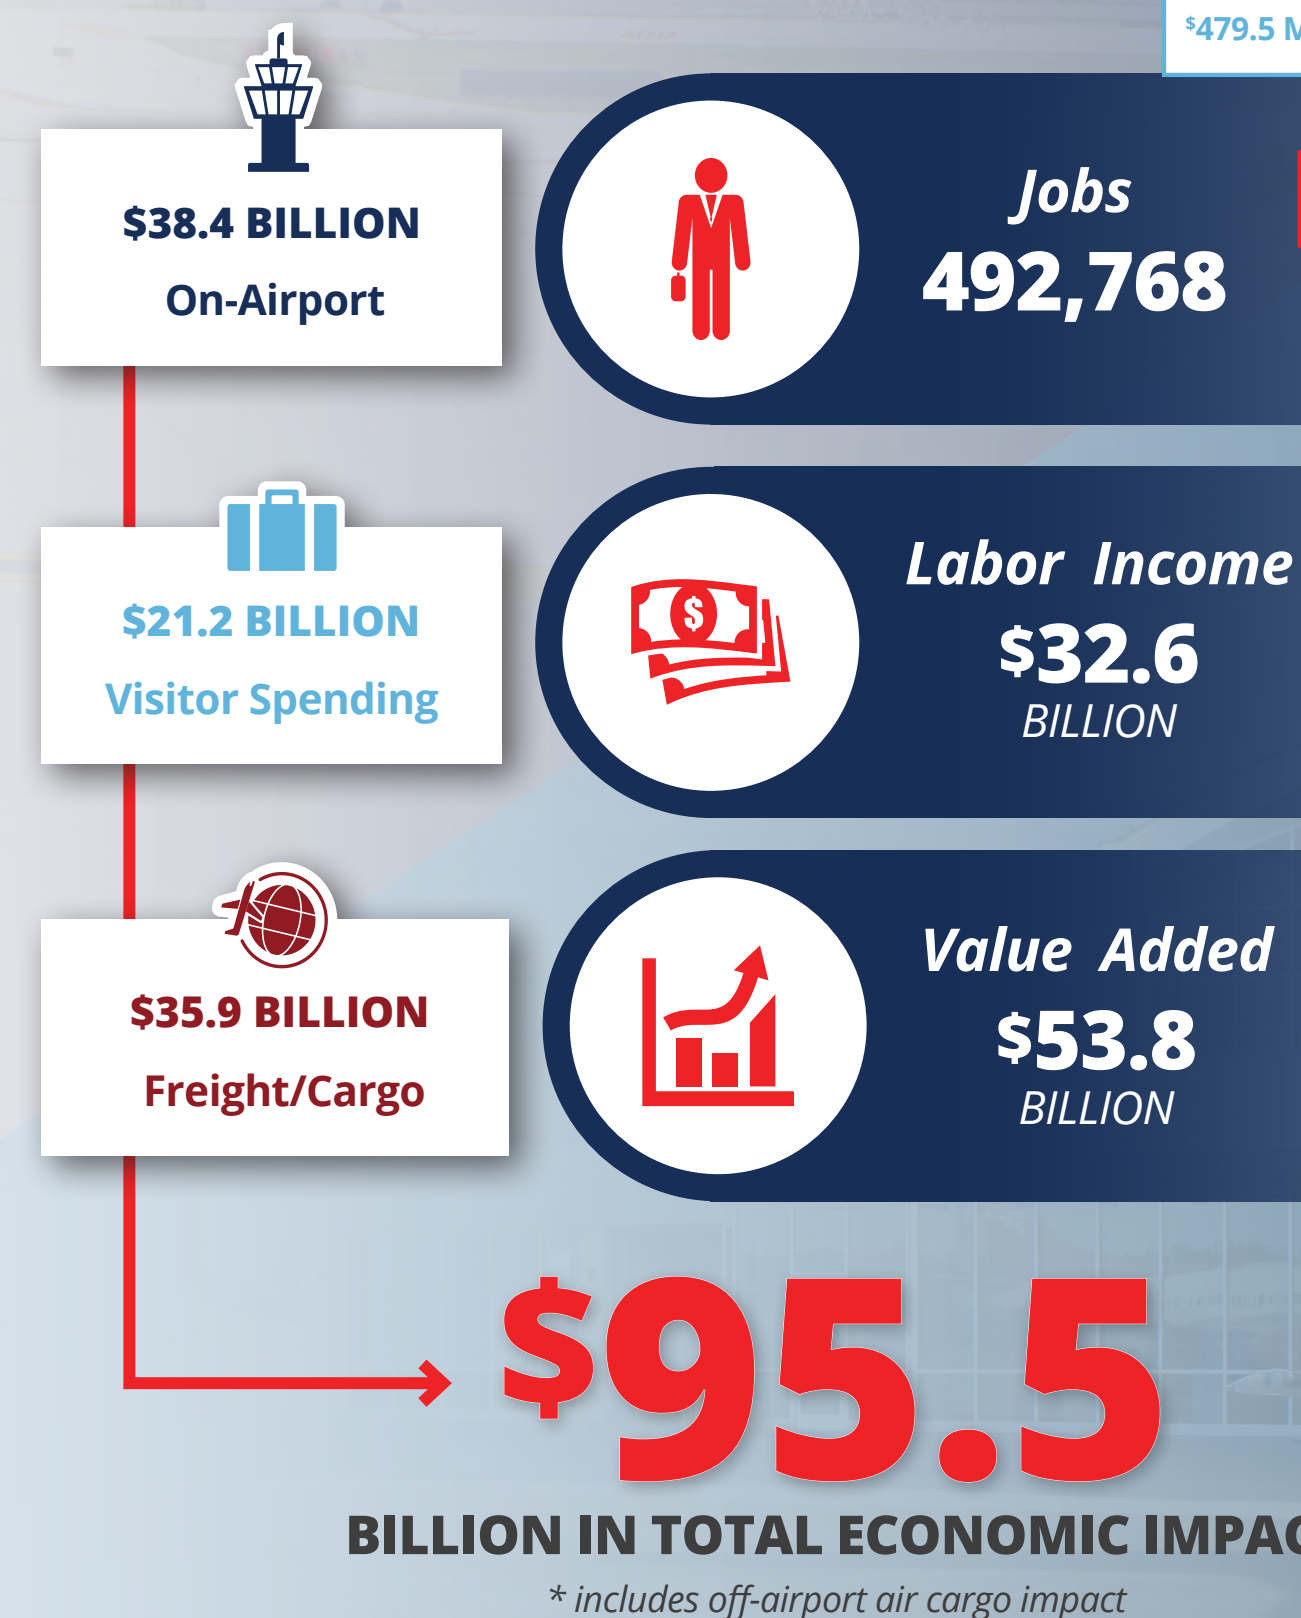 $479.5
$38.4 BILLION
On-Airport
Jobs
492,768
$21.2 BILLION
Visitor Spending
Labor Income
$32.6
BILLION
$35.9 BILLION
Freight/Cargo
Value Added
$53.8
BILLION
$95.5
BILLION IN TOTAL ECONOMIC
* includes off-airport air cargo impact